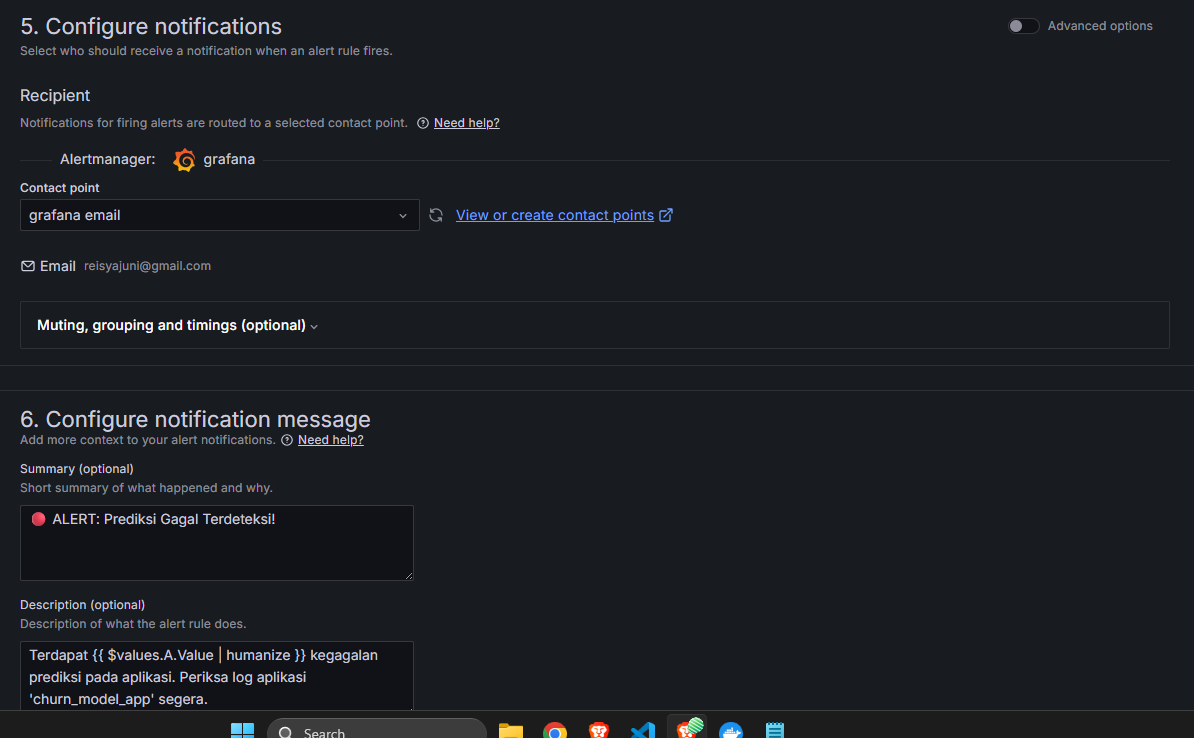 5. Configure notifications
Advanced options
Select who should receive a notification when an alert rule fires.
Recipient
Notifications for firing alerts are routed to a selected contact point. Need help?
Alertmanager: grafana
Contact point
grafana email
View or create contact points
Email reisyajuni@gmail.com
Muting, grouping and timings (optional)
6. Configure notification message
Add more context to your alert notifications. Need help?
Summary (optional)
Short summary of what happened and why.
🔴 ALERT: Prediksi Gagal Terdeteksi!
Description (optional)
Description of what the alert rule does.
Terdapat {{ $values.A.Value | humanize }} kegagalan
prediksi pada aplikasi. Periksa log aplikasi
'churn_model_app' segera.
Search